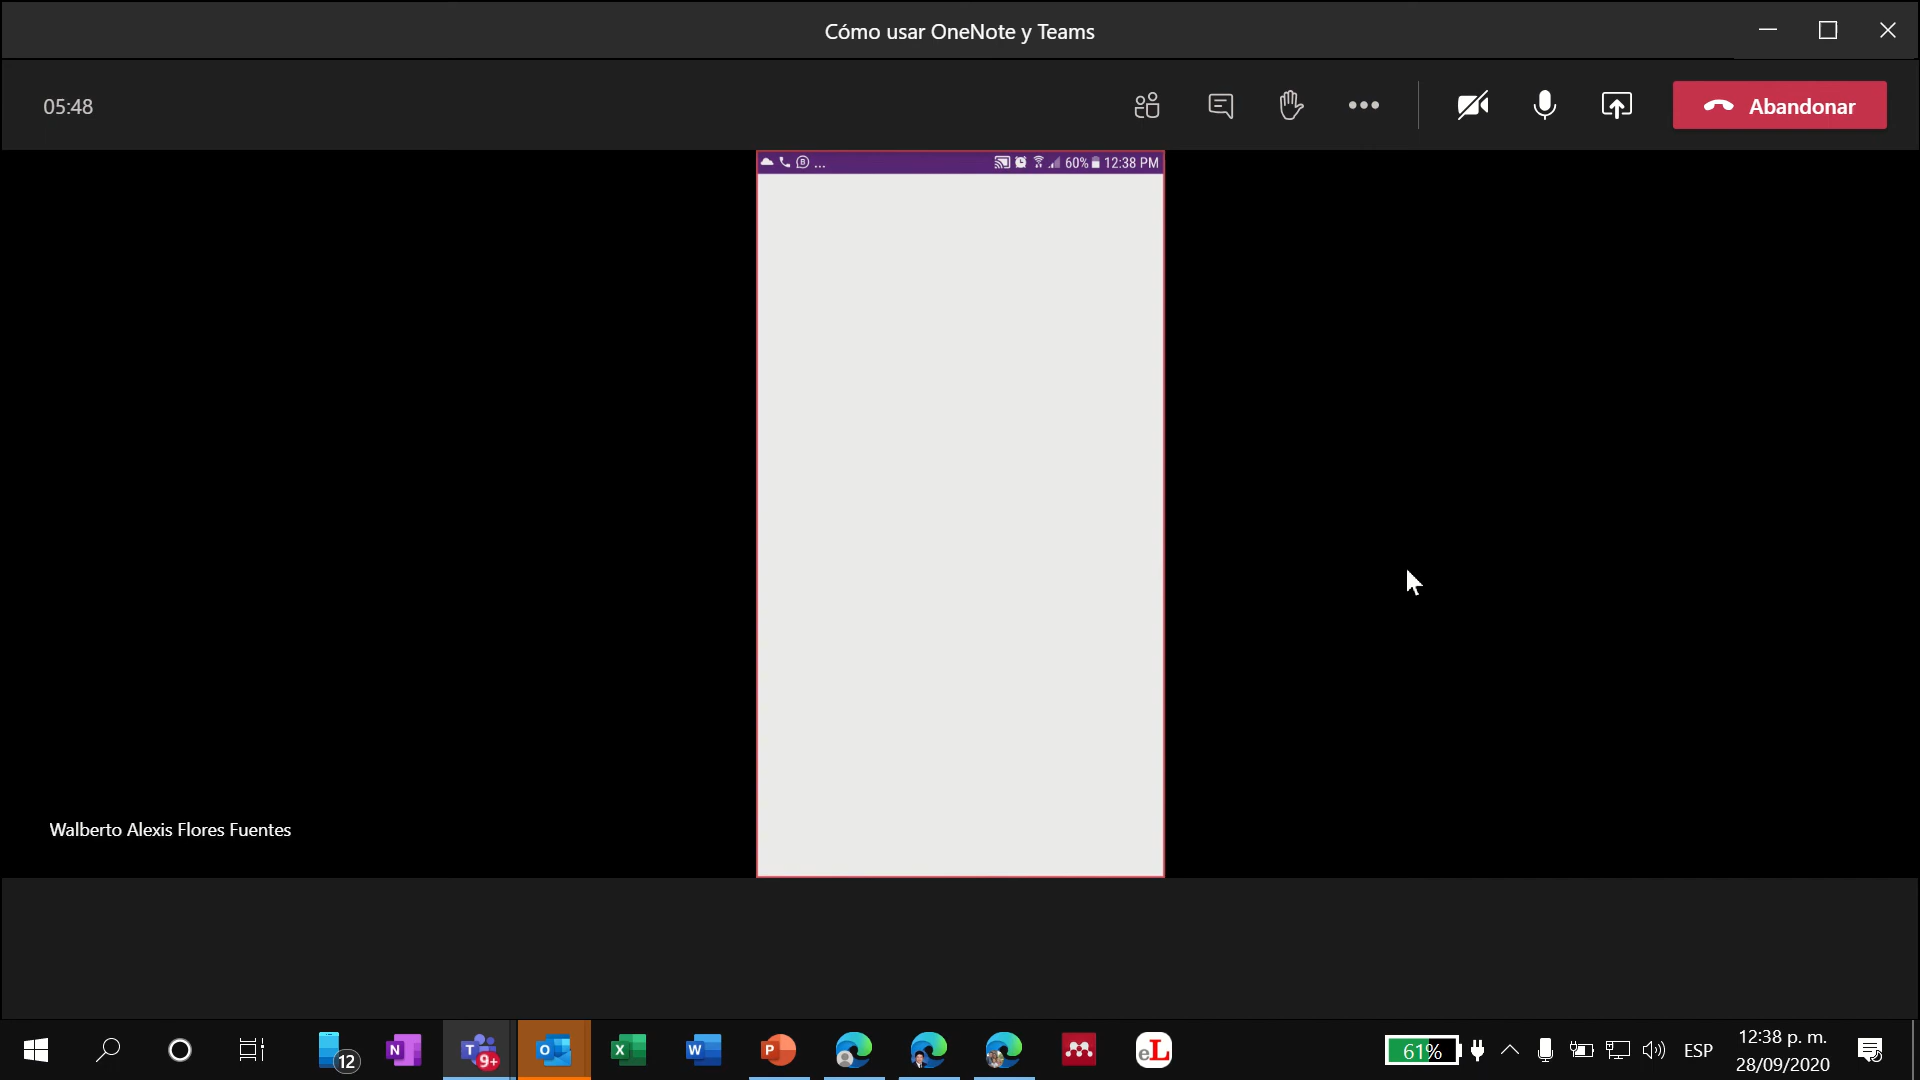 Cómo usar OneNote y Teams
05:48
Abandonar
... 60% 12:38 PM
Walberto Alexis Flores Fuentes
12
N
T 9+
O
X
W
P
eL
61%
ESP
12:38 p. m.
28/09/2020